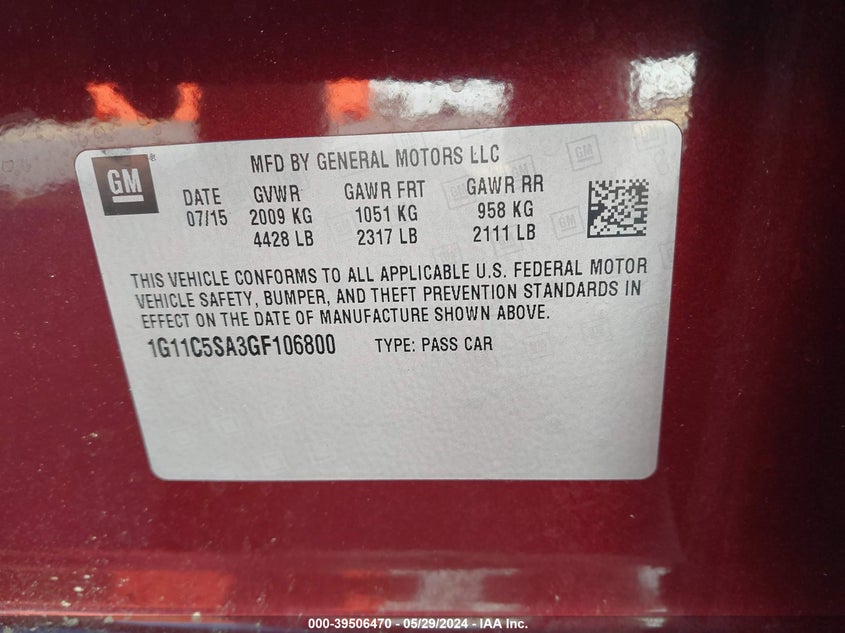 GM
MFD BY GENERAL MOTORS LLC
DATE GVWR GAWR FRT GAWR RR
07/15 2009 KG 1051 KG 958 KG
4428 LB 2317 LB 2111 LB
THIS VEHICLE CONFORMS TO ALL APPLICABLE U.S. FEDERAL MOTOR
VEHICLE SAFETY, BUMPER, AND THEFT PREVENTION STANDARDS IN
EFFECT ON THE DATE OF MANUFACTURE SHOWN ABOVE.
1G11C5SA3GF106800 TYPE: PASS CAR
000-39506470 — 05/29/2024 - IAA Inc.